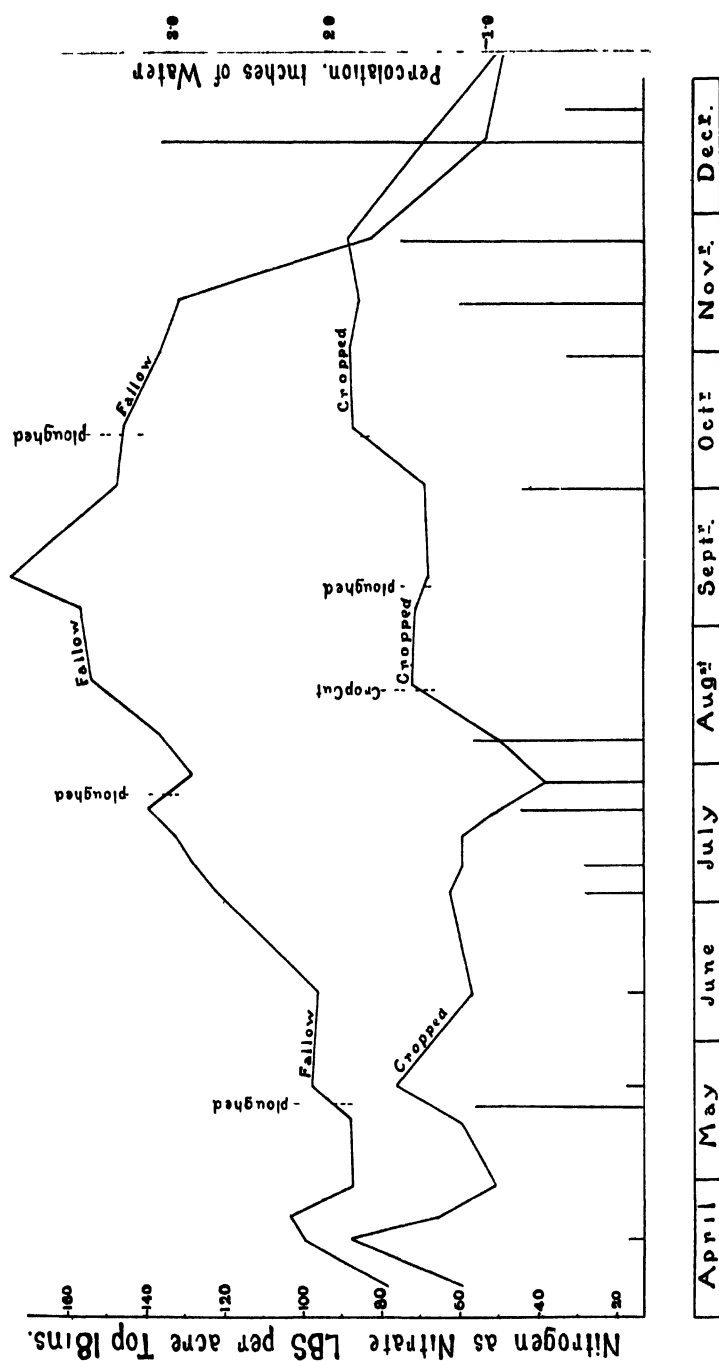 Nitrogen as Nitrate LBS per acre Top 18ins.
-160
-140
-120
-100
-80
-60
-40
-20
Percolation. Inches of Water
3·0
2·0
-1·0
Fallow
ploughed
Fallow
ploughed
Fallow
ploughed
Cropped
Crop Cut
Cropped
ploughed
Cropped
April May June July Augst Septr. Octr Novr. Decr.